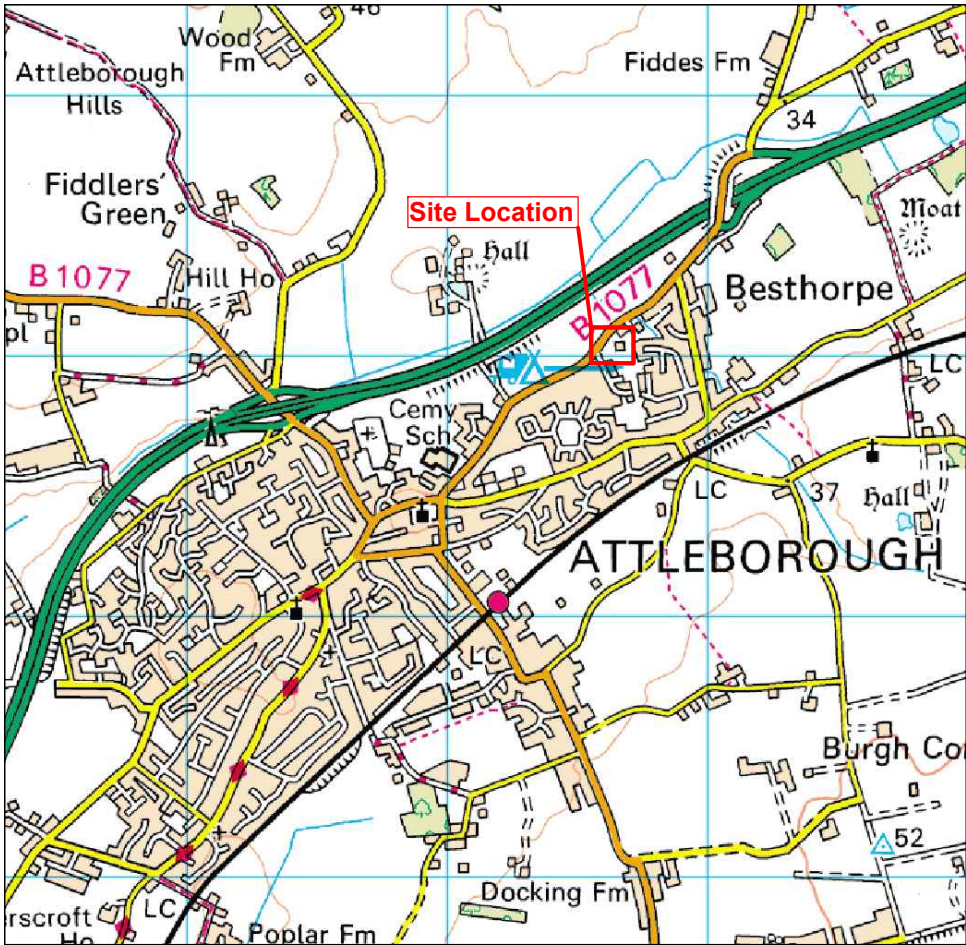 46
Wood
Fm
Attleborough
Hills
Fiddes Fm
34
Fiddlers'
Green
Site Location
Moat
Hall
B 1077
Hill Ho
B 1077
Besthorpe
pl
LC
Cemy
Sch
LC
37
Hall
ATTLEBOROUGH
LC
Burgh Co
52
Docking Fm
LC
erscroft
Ho
Poplar Fm